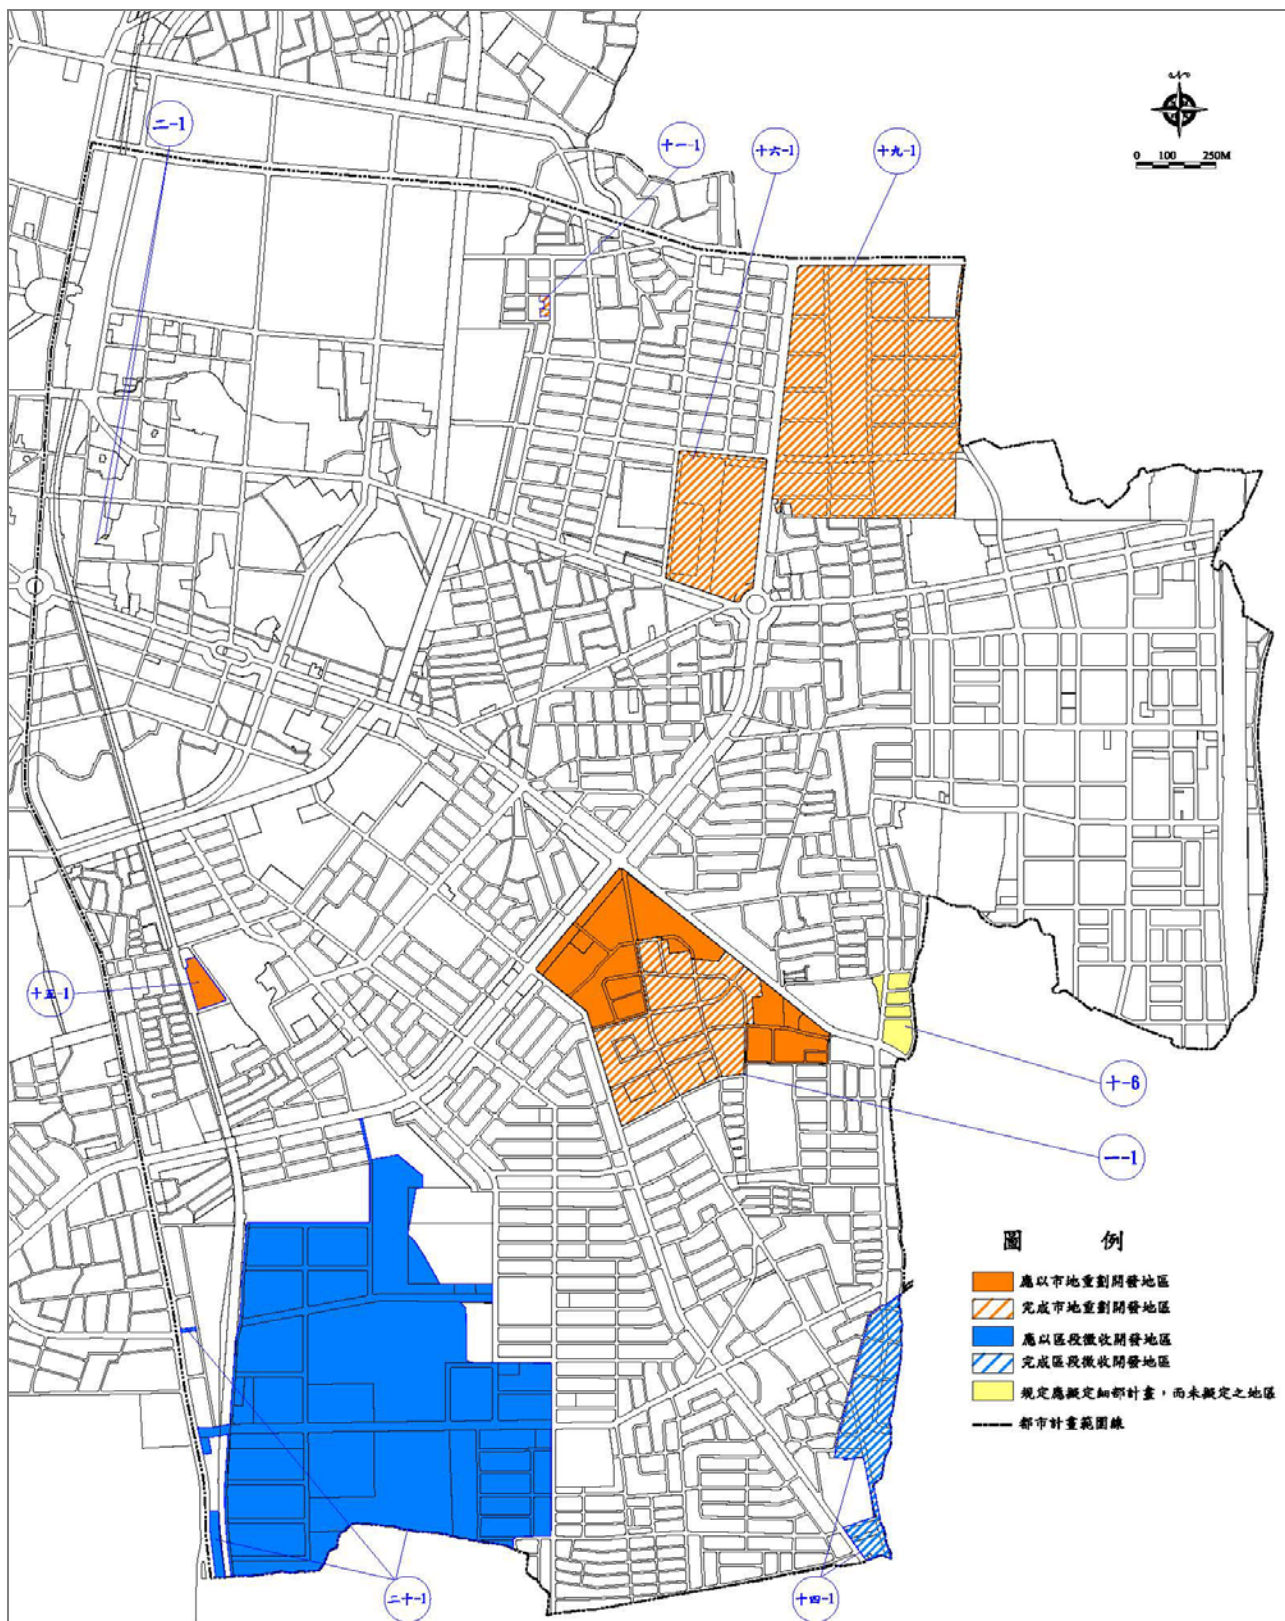 N
0 100 250M
二-1
十一-1
十六-1
十九-1
十五-1
十-6
一-1
圖 例
應以市地重劃開發地區
完成市地重劃開發地區
應以區段徵收開發地區
完成區段徵收開發地區
規定應擬定細部計畫,而未擬定之地區
都市計畫範圍線
二十-1
十四-1